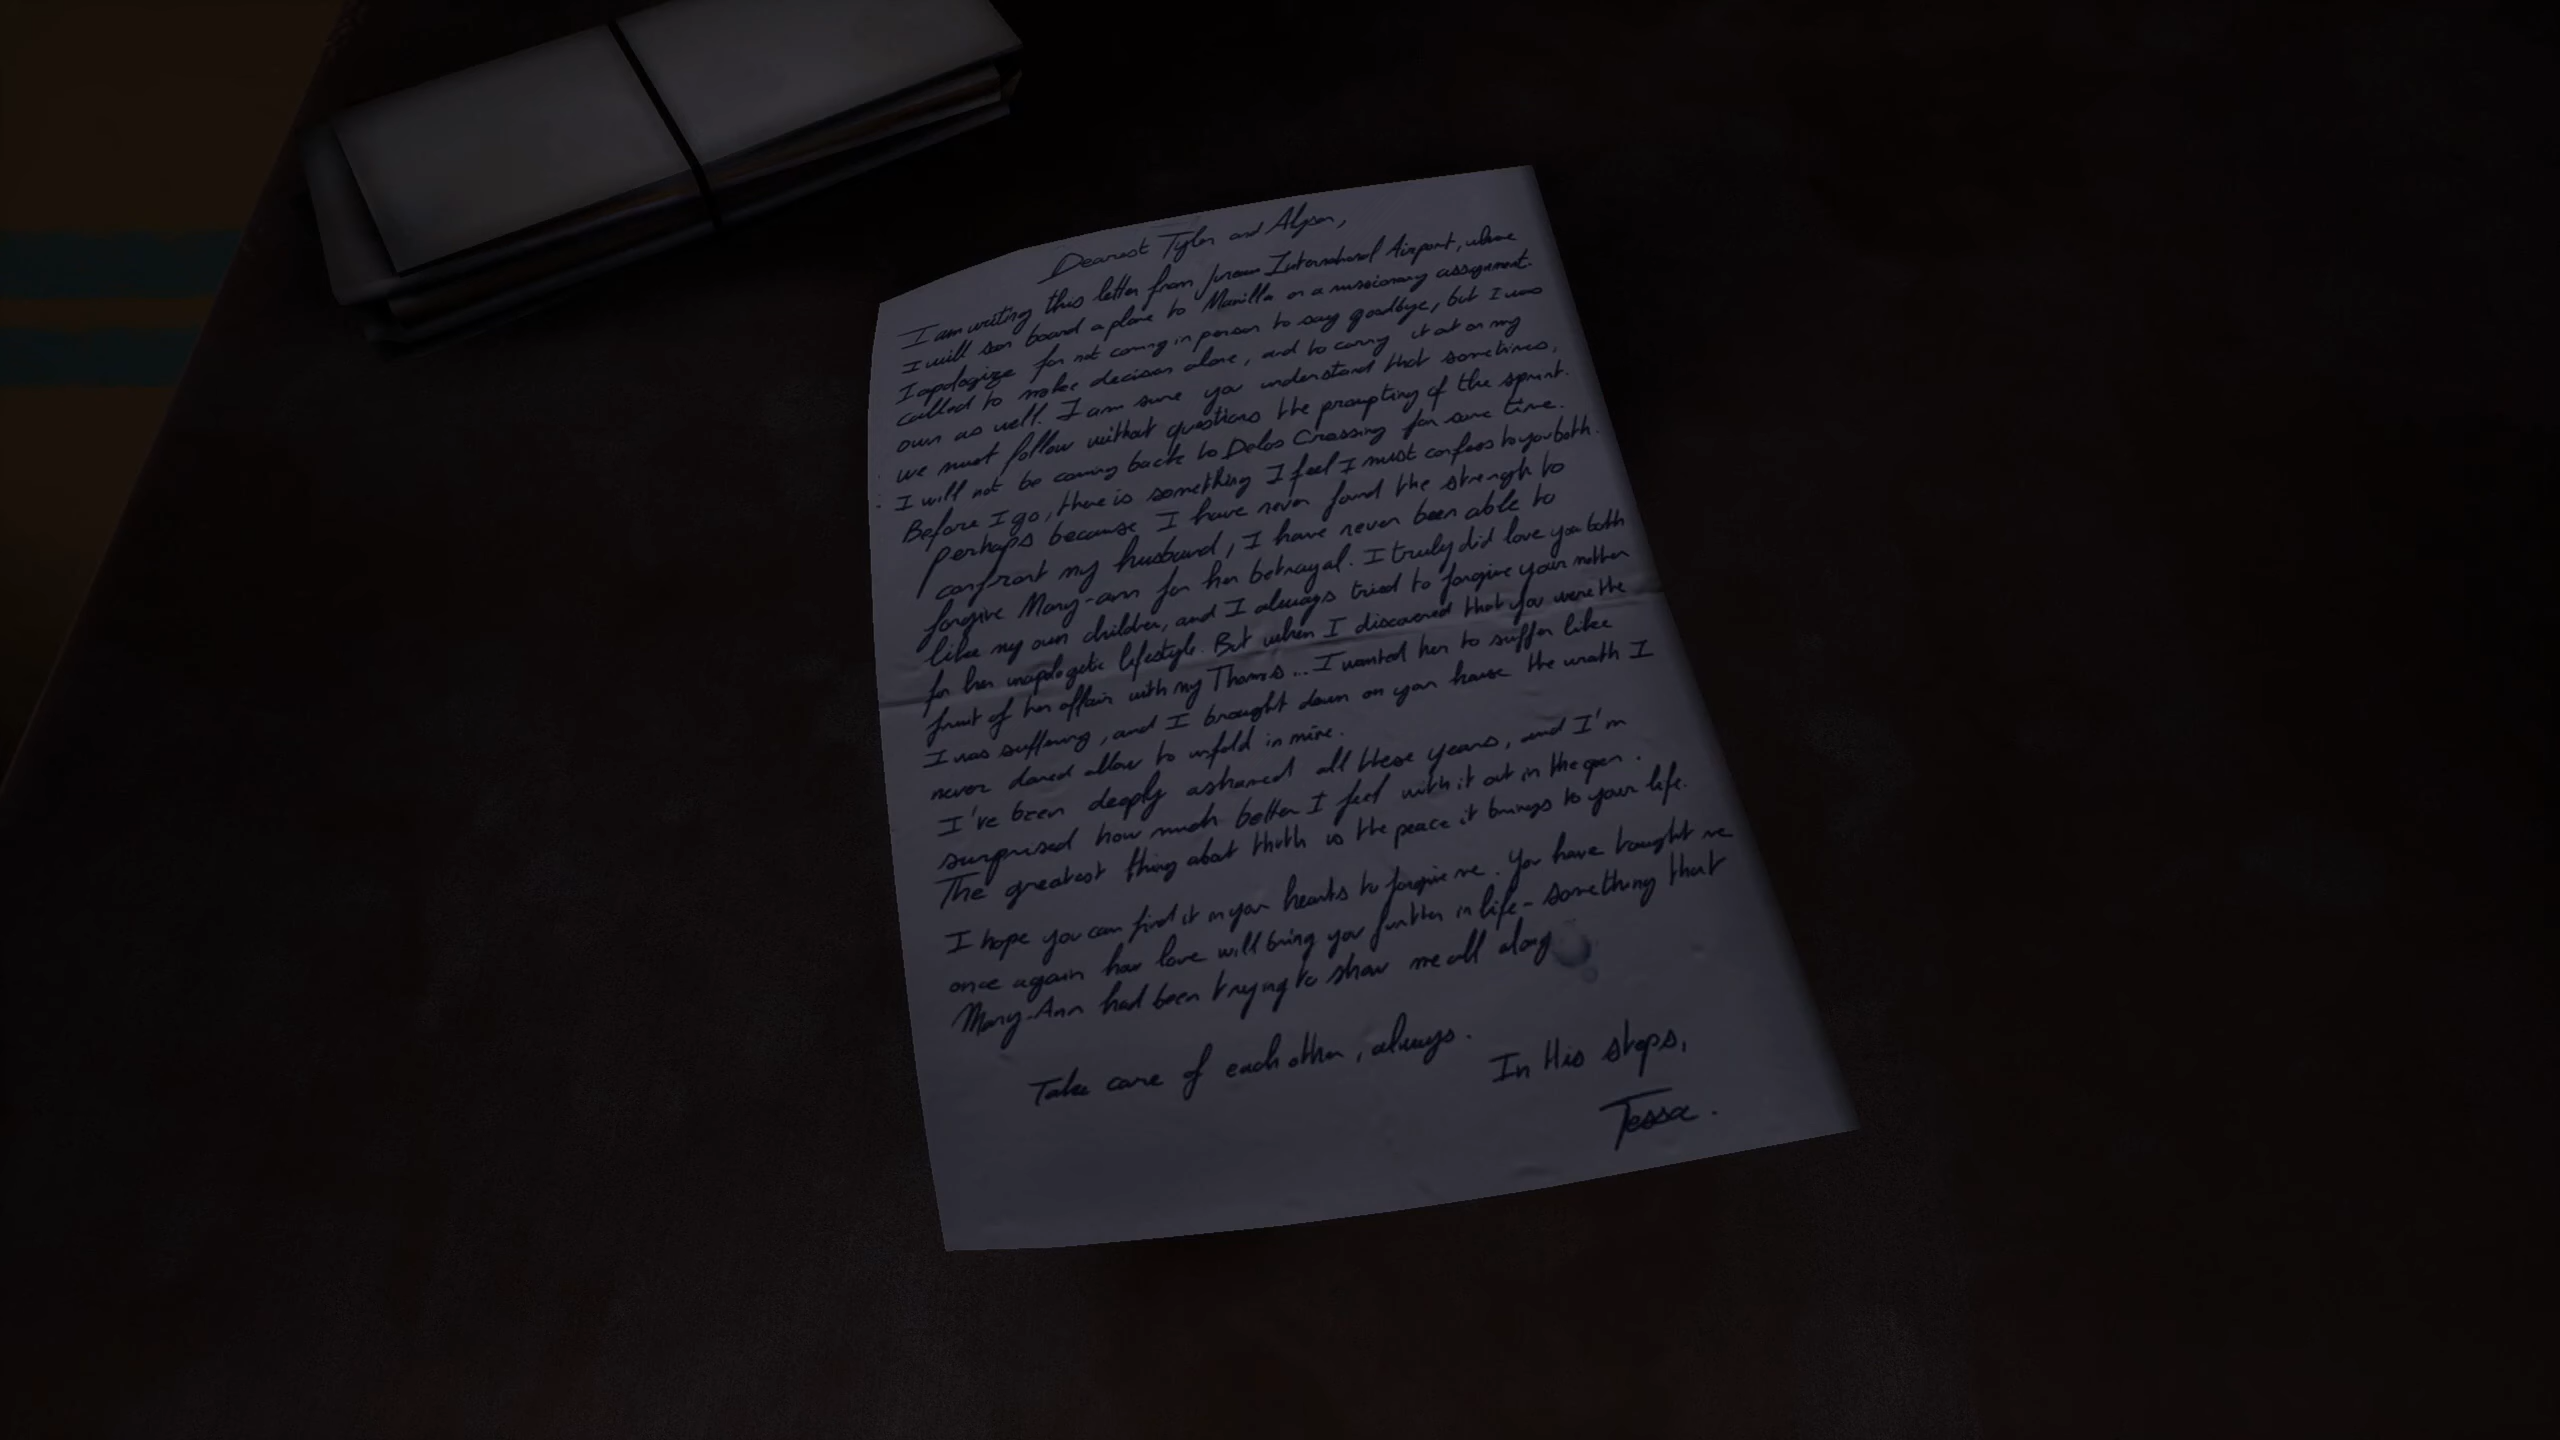 Dearest Tyler and Alyson,
I am writing this letter from Juneau International Airport, where
I will soon board a plane to Manilla on a missionary assignment.
I apologize for not coming in person to say goodbye, but I was
called to make decision alone, and to carry it out on my
own as well. I am sure you understand that sometimes,
we must follow without questions the prompting of the spirit.
I will not be coming back to Delos Crossing for some time.
Before I go, there is something I feel I must confess to you both.
Perhaps because I have never found the strength to
confront my husband, I have never been able to
forgive Mary-ann for her betrayal. I truly did love you both
like my own children, and I always tried to forgive your mother
for her unapologetic lifestyle. But when I discovered that you were the
fruit of her affair with my Thomas... I wanted her to suffer like
I was suffering, and I brought down on your house the wrath I
never dared allow to unfold in mine.
I've been deeply ashamed all these years, and I'm
surprised how much better I feel with it out in the open.
The greatest thing about thuth is the peace it brings to your life.
I hope you can find it in your hearts to forgive me. You have taught me
once again how love will bring you further in life - something that
Mary-Ann had been trying to show me all along
Take care of each other, always.
In His steps,
Tessa.